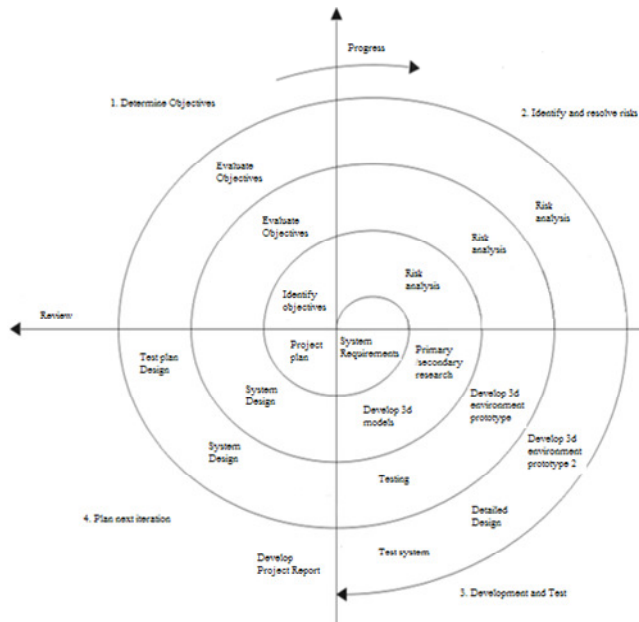 Progress
1. Determine Objectives
2. Identify and resolve risks
Evaluate
Objectives
Risk
analysis
Evaluate
Objectives
Risk
analysis
Risk
analysis
Identify
objectives
Review
Project
plan
System
Requirements
Primary
/secondary
research
Test plan
Design
System
Design
Develop 3d
models
Develop 3d
environment
prototype
System
Design
Develop 3d
environment
prototype 2
Testing
4. Plan next iteration
Detailed
Design
Develop
Project Report
Test system
3. Development and Test